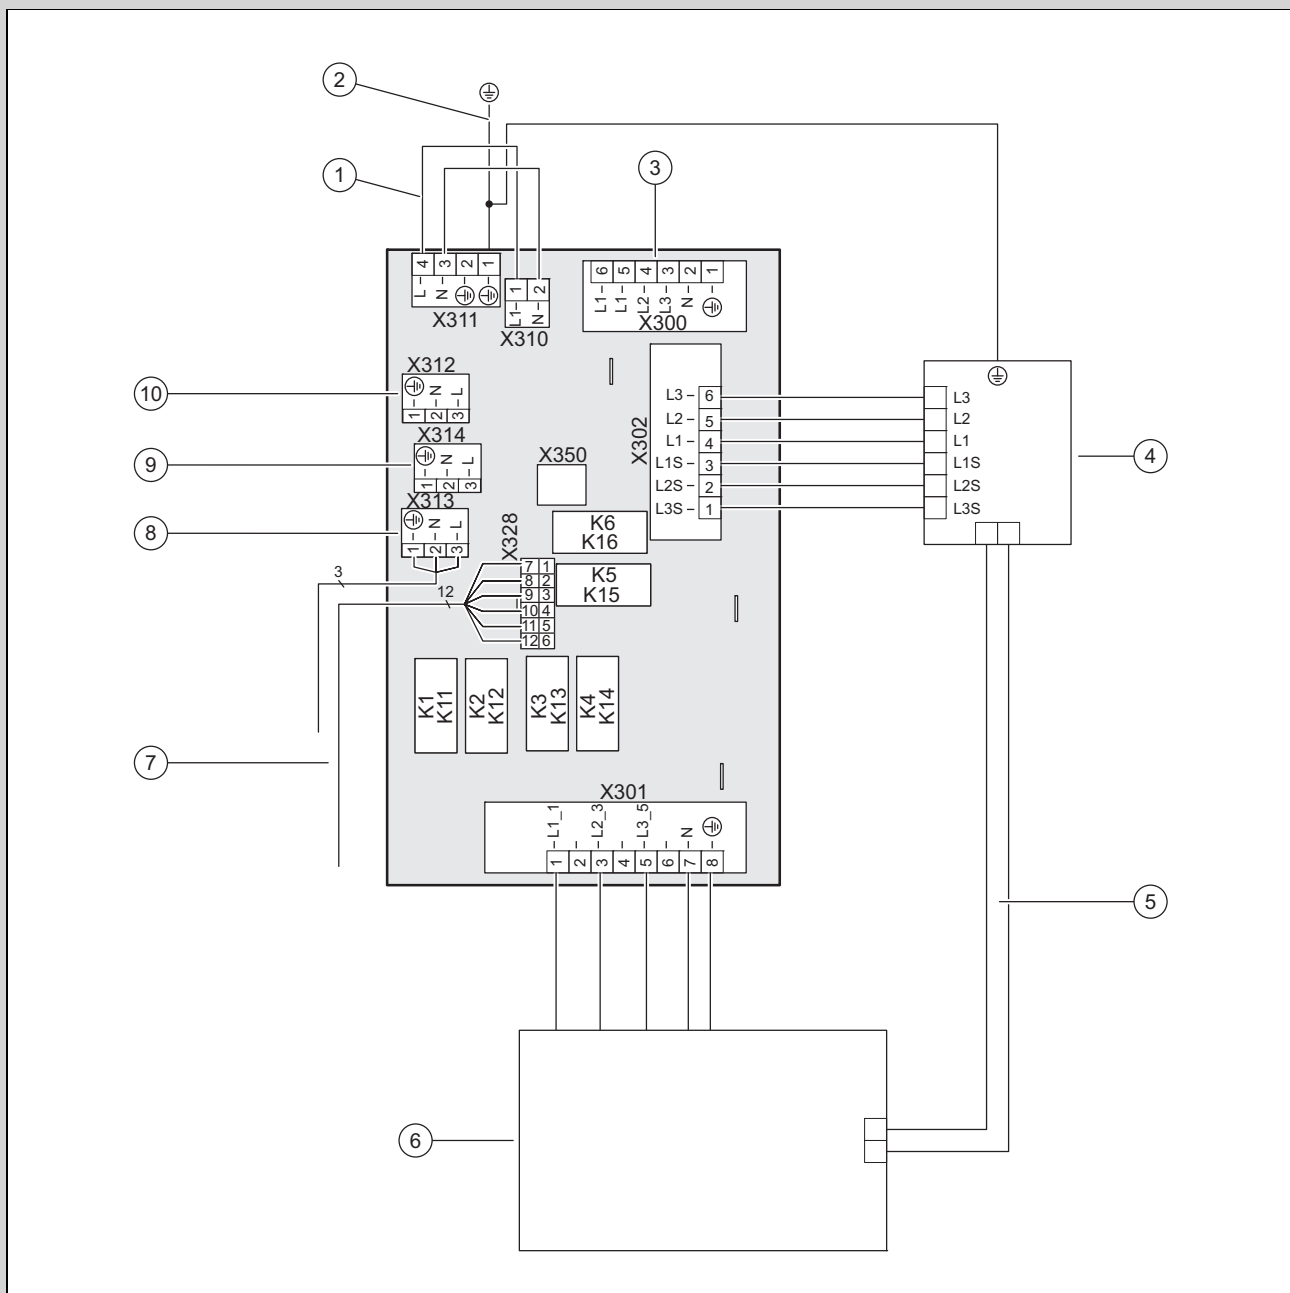 2
1
3
4 3 2 1
L N
X311
1 2
L1 N
X310
6 5 4 3 2 1
L1 L1 L2 L3 N
X300
10
X312
N L
1 2 3
9
X314
N L
1 2 3
8
X313
N L
1 2 3
X350
X302
L3 6
L2 5
L1 4
L1S 3
L2S 2
L3S 1
L3
L2
L1
L1S
L2S
L3S
4
K6
K16
K5
K15
X328
7 1
8 2
9 3
10 4
11 5
12 6
3
12
K1
K11
K2
K12
K3
K13
K4
K14
7
X301
L1_1 L2_3 L3_5 N
1 2 3 4 5 6 7 8
5
6